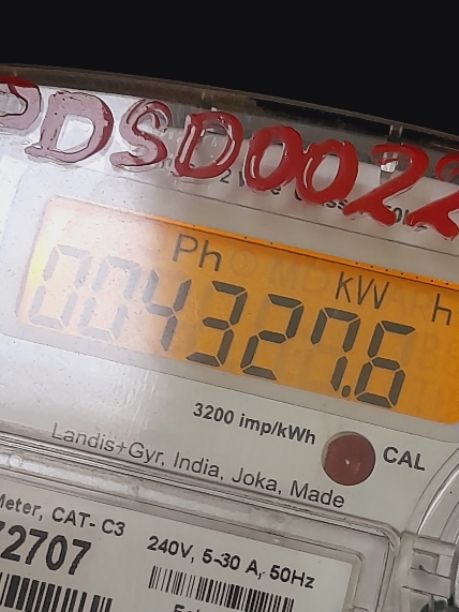 PDSD0022
Ph kW h
004327.6
3200 imp/kWh
CAL
Landis+Gyr, India, Joka, Made
Meter, CAT- C3
72707
240V, 5-30 A, 50Hz